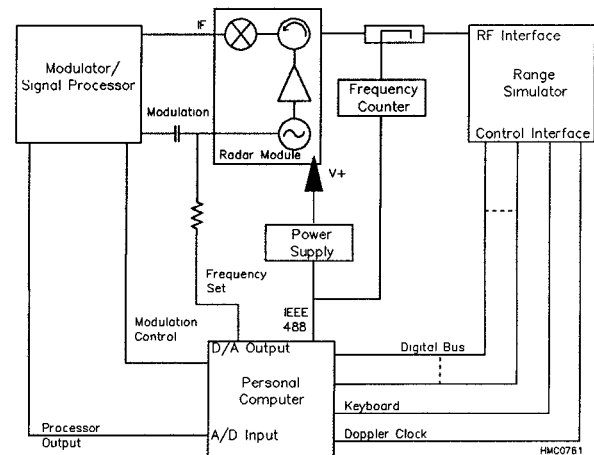 IF
Modulator/
Signal Processor
Modulation
Radar Module
Frequency
Counter
RF Interface
Range
Simulator
Control Interface
V+
Power
Supply
Frequency
Set
IEEE
488
Modulation
Control
D/A Output
Personal
Computer
A/D Input
Digital Bus
Keyboard
Doppler Clock
Processor
Output
HMC0761